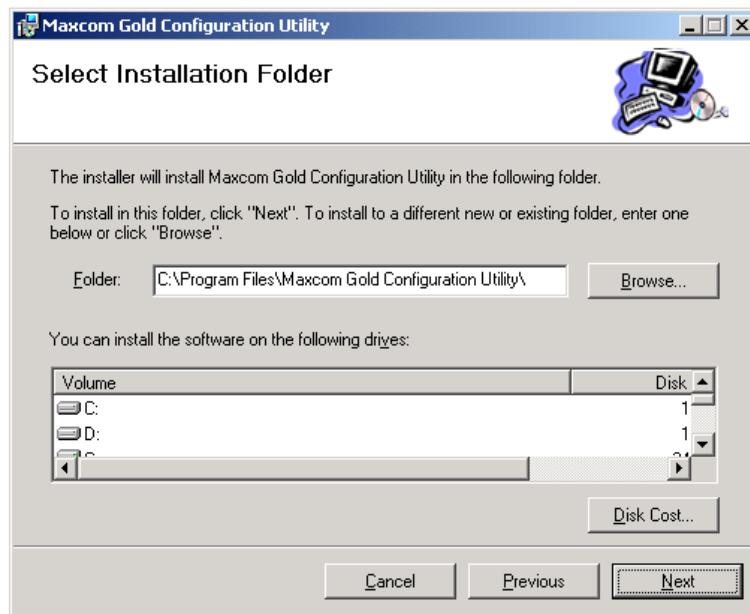 Maxcom Gold Configuration Utility
Select Installation Folder
The installer will install Maxcom Gold Configuration Utility in the following folder.
To install in this folder, click "Next". To install to a different new or existing folder, enter one
below or click "Browse".
Folder: C:\Program Files\Maxcom Gold Configuration Utility\ Browse...
You can install the software on the following drives:
Volume Disk
C: 1
D: 1
Disk Cost...
Cancel Previous Next